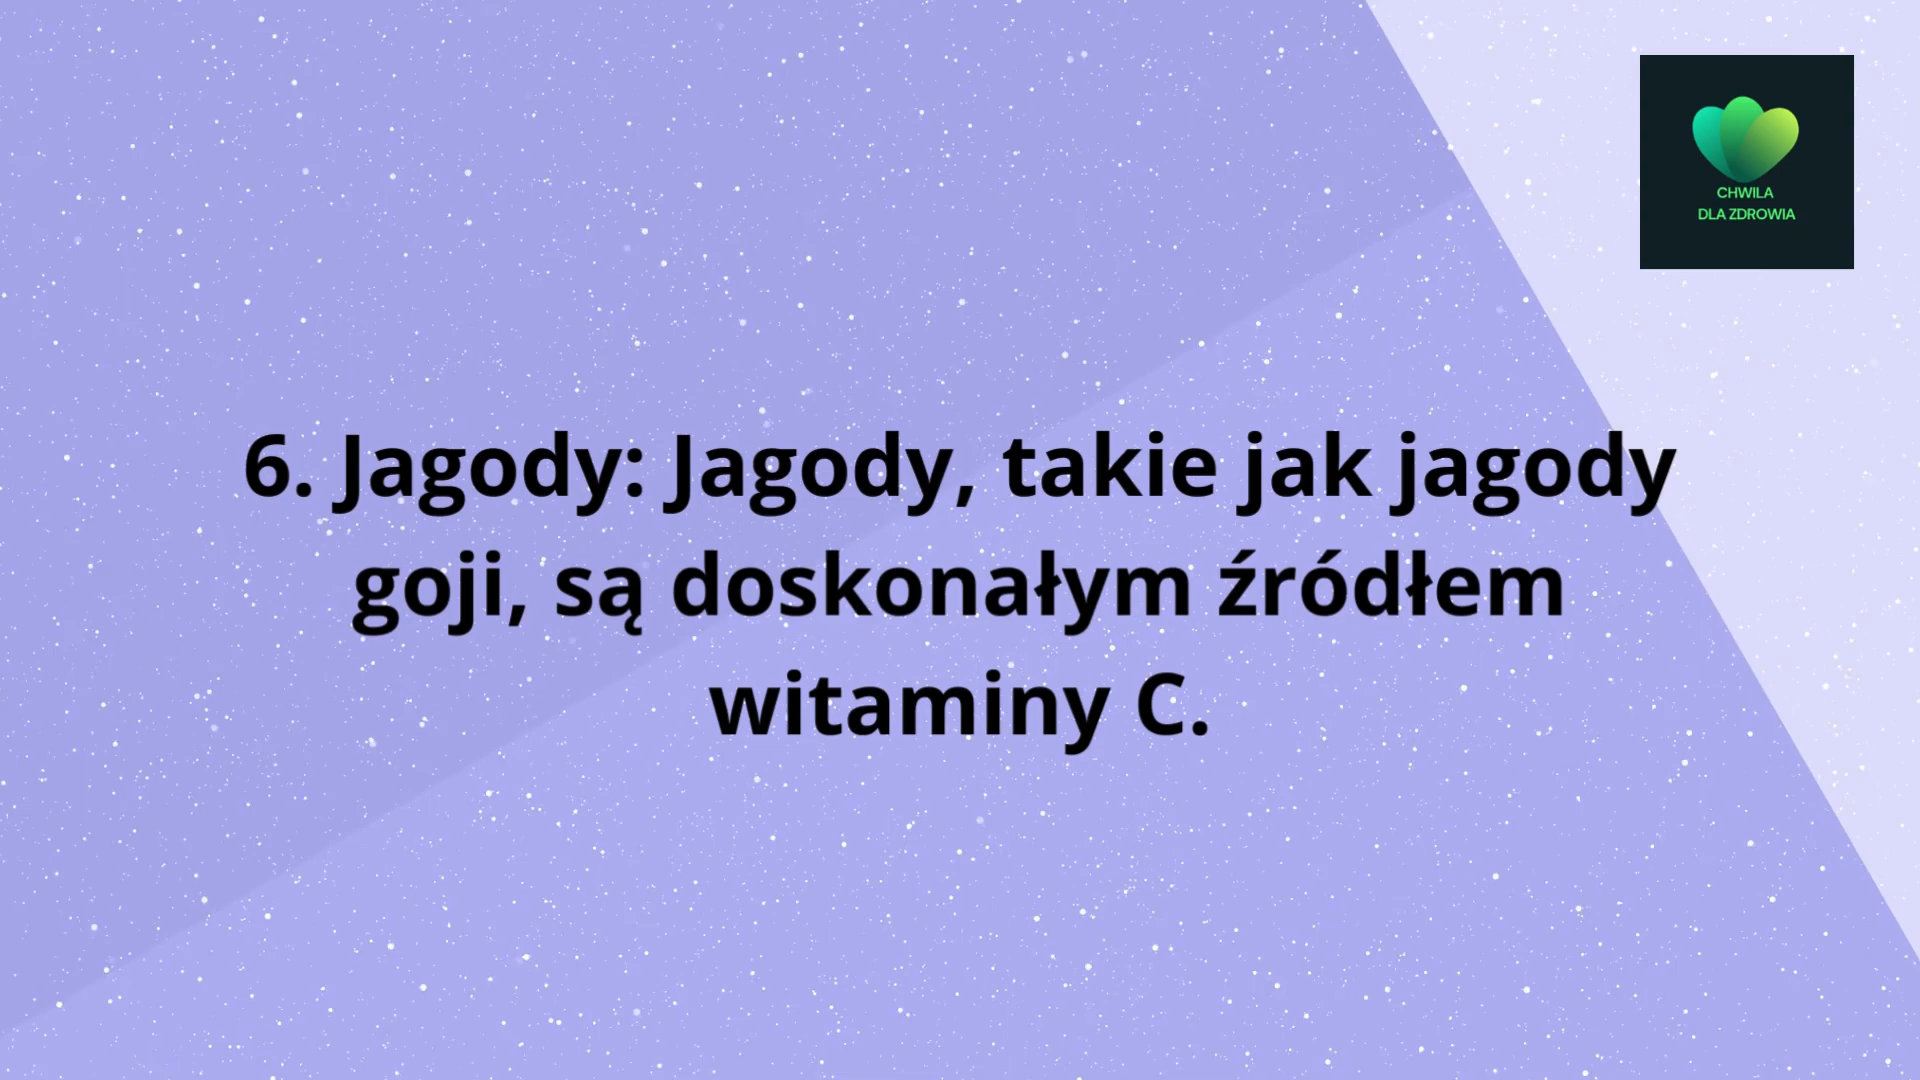 CHWILA
DLA ZDROWIA
6. Jagody: Jagody, takie jak jagody
goji, są doskonałym źródłem
witaminy C.